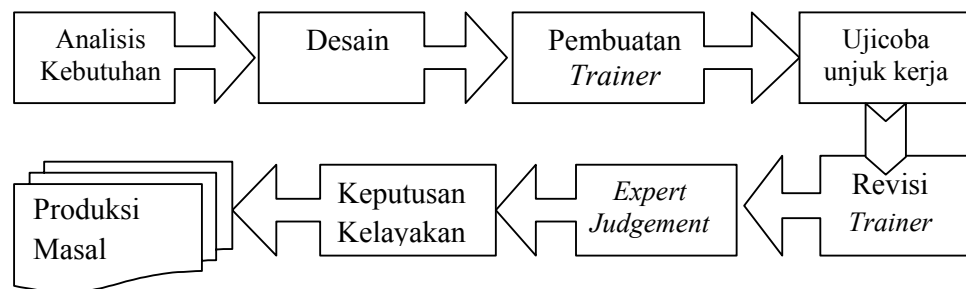 Analisis
Kebutuhan
Desain
Pembuatan
Trainer
Ujicoba
unjuk kerja
Revisi
Trainer
Expert
Judgement
Keputusan
Kelayakan
Produksi
Masal